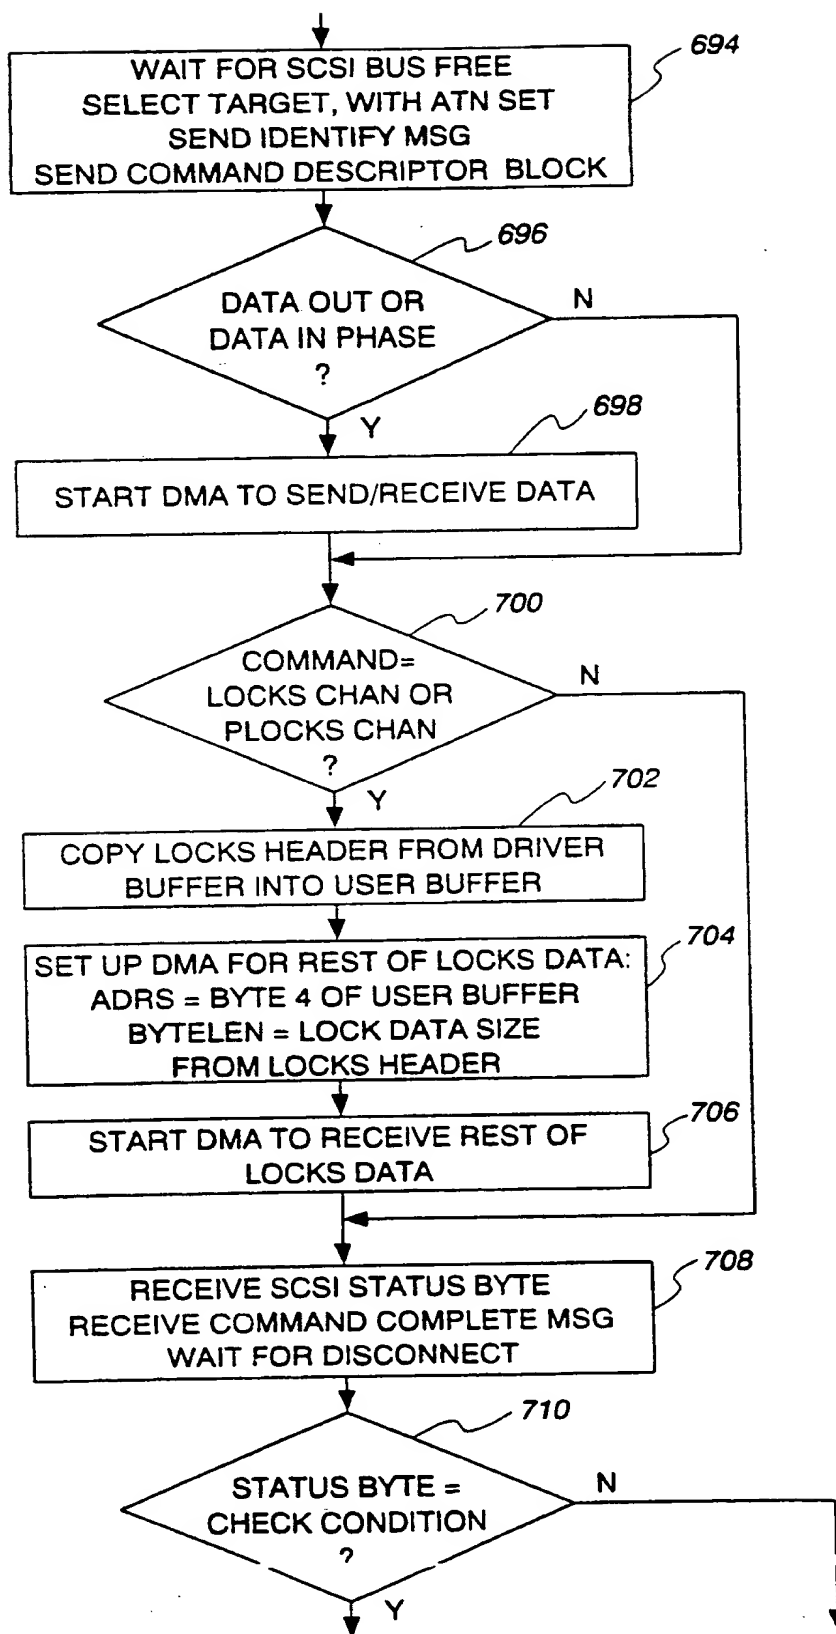 694
WAIT FOR SCSI BUS FREE
SELECT TARGET, WITH ATN SET
SEND IDENTIFY MSG
SEND COMMAND DESCRIPTOR BLOCK
696
DATA OUT OR
DATA IN PHASE
?
N
Y
698
START DMA TO SEND/RECEIVE DATA
700
COMMAND=
LOCKS CHAN OR
PLOCKS CHAN
?
N
Y
702
COPY LOCKS HEADER FROM DRIVER
BUFFER INTO USER BUFFER
704
SET UP DMA FOR REST OF LOCKS DATA:
ADRS = BYTE 4 OF USER BUFFER
BYTELEN = LOCK DATA SIZE
FROM LOCKS HEADER
706
START DMA TO RECEIVE REST OF
LOCKS DATA
708
RECEIVE SCSI STATUS BYTE
RECEIVE COMMAND COMPLETE MSG
WAIT FOR DISCONNECT
710
STATUS BYTE =
CHECK CONDITION
?
N
Y